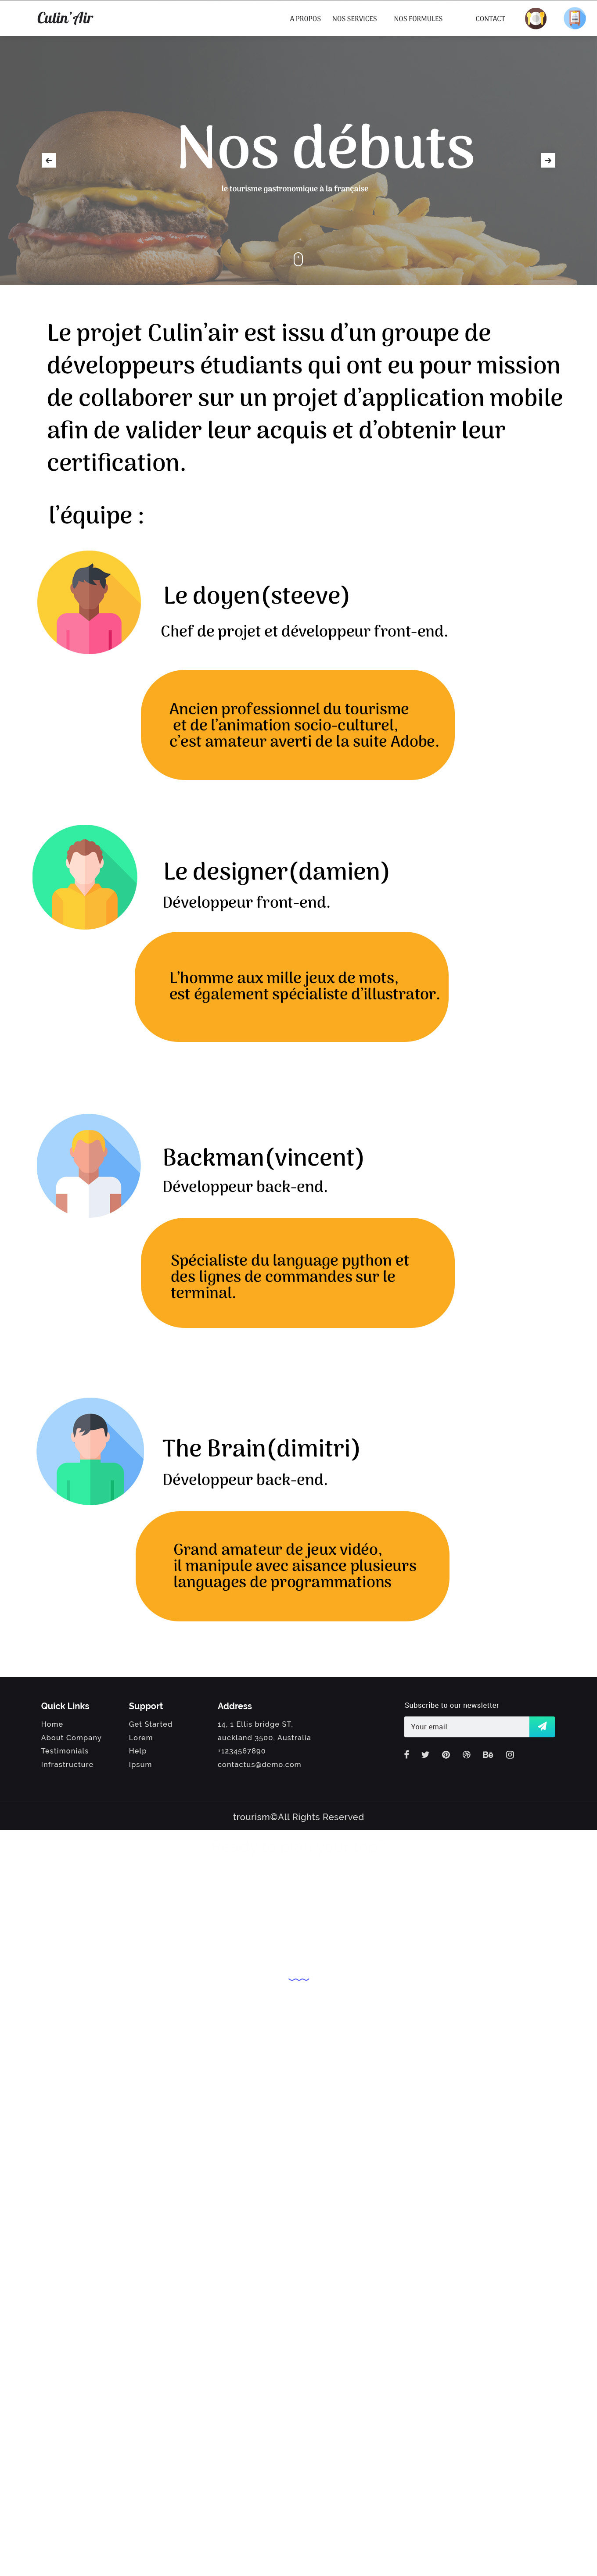 Culin'Air
A PROPOS NOS SERVICES NOS FORMULES CONTACT
Nos débuts
le tourisme gastronomique à la française
Le projet Culin'air est issu d'un groupe de
développeurs étudiants qui ont eu pour mission
de collaborer sur un projet d'application mobile
afin de valider leur acquis et d'obtenir leur
certification.
l'équipe :
Le doyen(steeve)
Chef de projet et développeur front-end.
Ancien professionnel du tourisme
et de l'animation socio-culturel,
c'est amateur averti de la suite Adobe.
Le designer(damien)
Développeur front-end.
L'homme aux mille jeux de mots,
est également spécialiste d'illustrator.
Backman(vincent)
Développeur back-end.
Spécialiste du language python et
des lignes de commandes sur le
terminal.
The Brain(dimitri)
Développeur back-end.
Grand amateur de jeux vidéo,
il manipule avec aisance plusieurs
languages de programmations
Quick Links
Home
About Company
Testimonials
Infrastructure
Support
Get Started
Lorem
Help
Ipsum
Address
14, 1 Ellis bridge ST,
auckland 3500, Australia
+1234567890
contactus@demo.com
Subscribe to our newsletter
Your email
trourism©All Rights Reserved